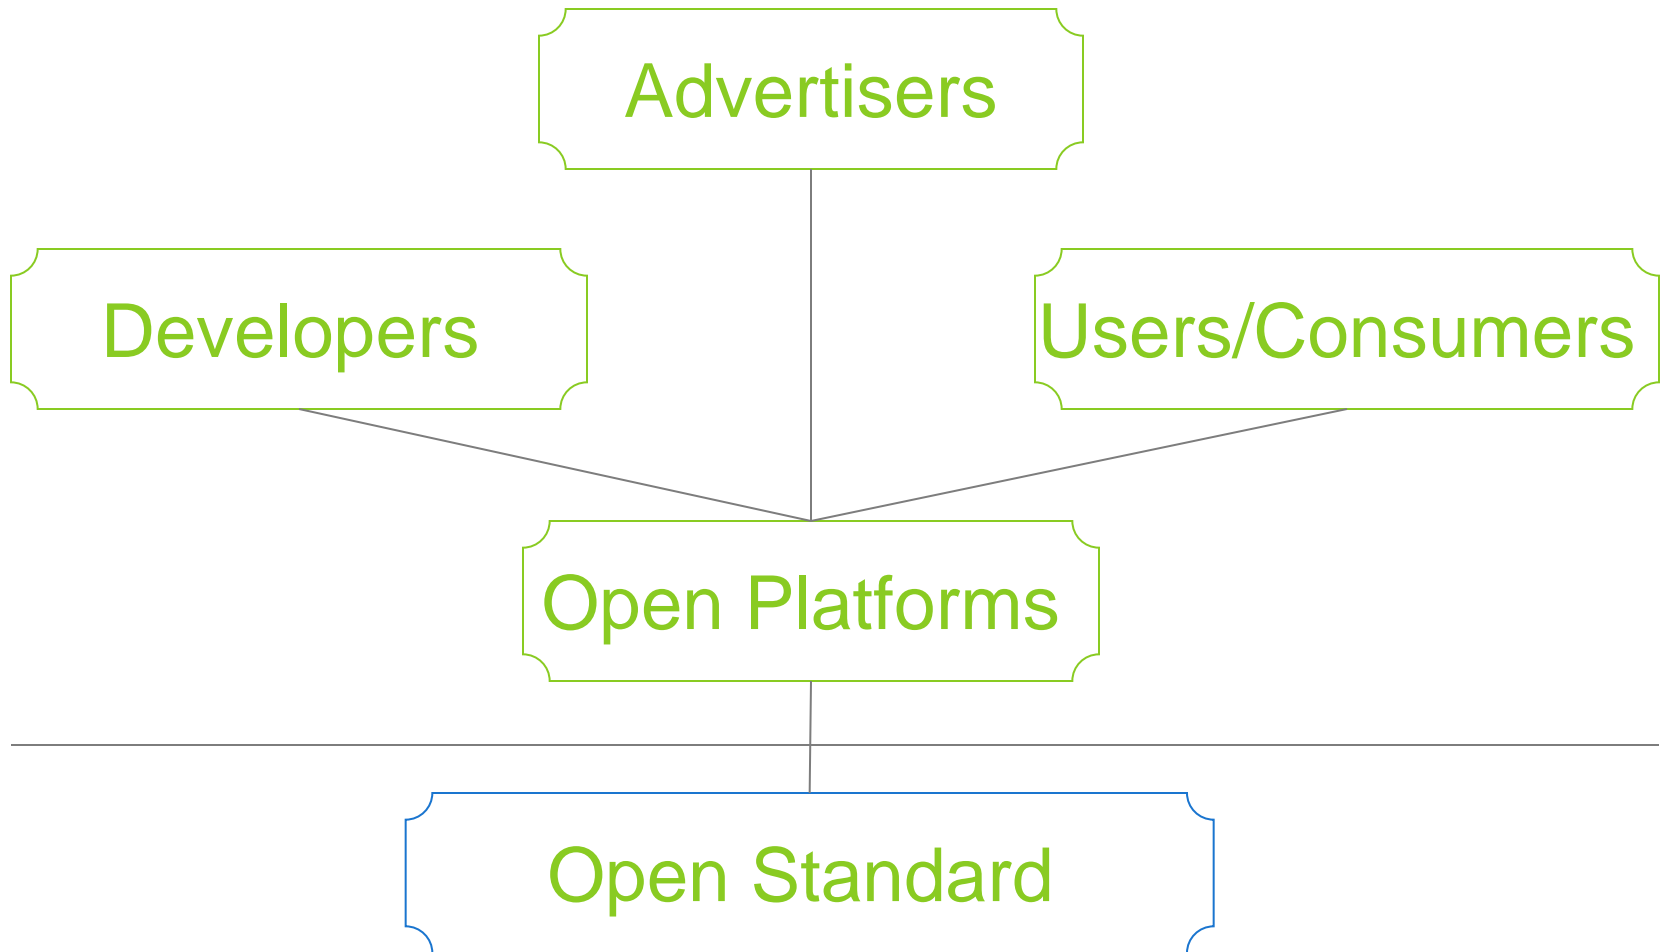 Advertisers
Developers
Users/Consumers
Open Platforms
Open Standard